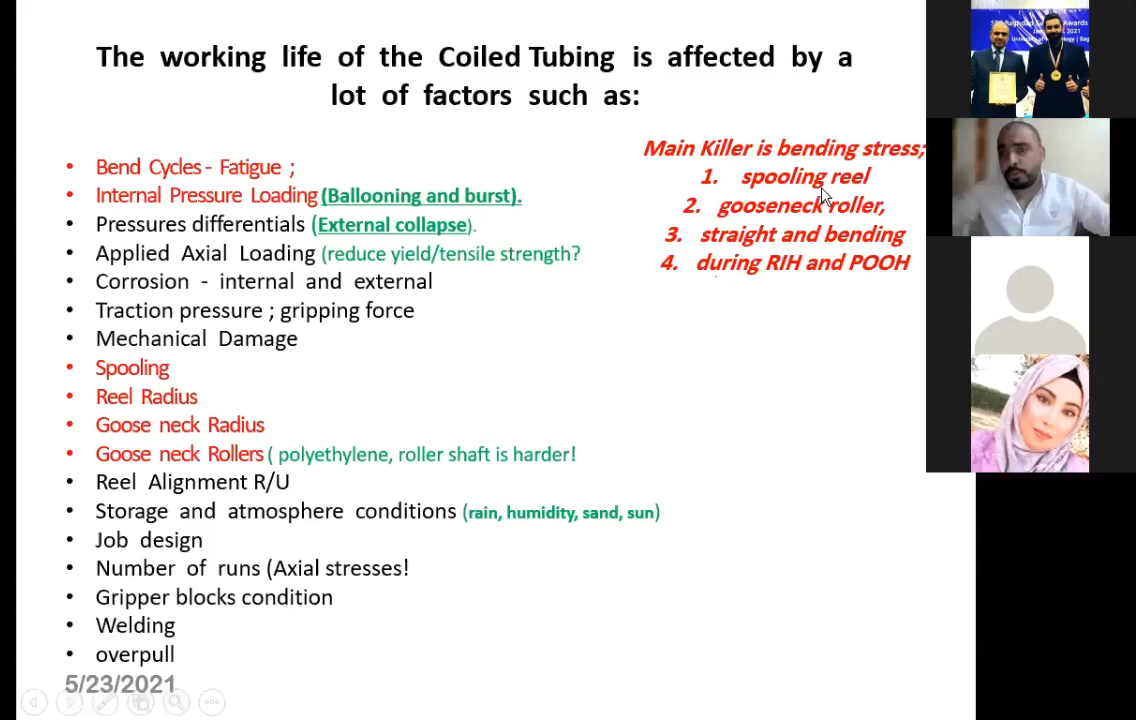 The working life of the Coiled Tubing is affected by a
lot of factors such as:
• Bend Cycles - Fatigue ;
• Internal Pressure Loading (Ballooning and burst).
• Pressures differentials (External collapse).
• Applied Axial Loading (reduce yield/tensile strength?
• Corrosion - internal and external
• Traction pressure ; gripping force
• Mechanical Damage
• Spooling
• Reel Radius
• Goose neck Radius
• Goose neck Rollers ( polyethylene, roller shaft is harder!
• Reel Alignment R/U
• Storage and atmosphere conditions (rain, humidity, sand, sun)
• Job design
• Number of runs (Axial stresses!
• Gripper blocks condition
• Welding
• overpull
5/23/2021
Main Killer is bending stress;
1. spooling reel
2. gooseneck roller,
3. straight and bending
4. during RIH and POOH
Baghdad
Awards
2021
University of